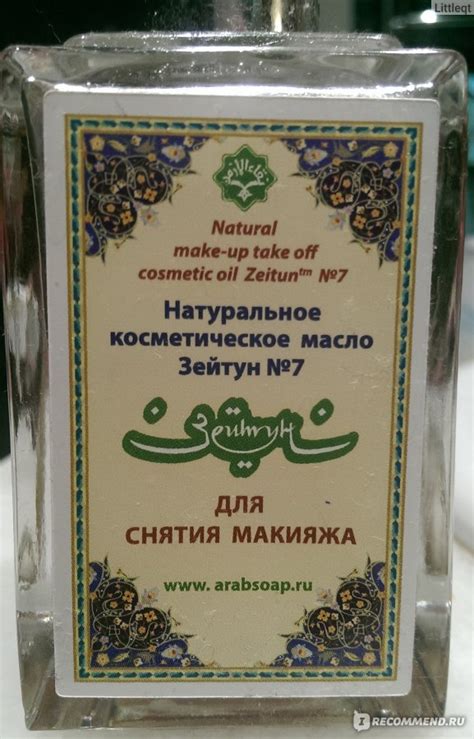 Littleqt
Natural
make-up take off
cosmetic oil Zeitun™ №7
Натуральное
косметическое масло
Зейтун №7
Зейтун
ДЛЯ
СНЯТИЯ МАКИЯЖА
www. arabsoap.ru
I RECOMMEND.RU